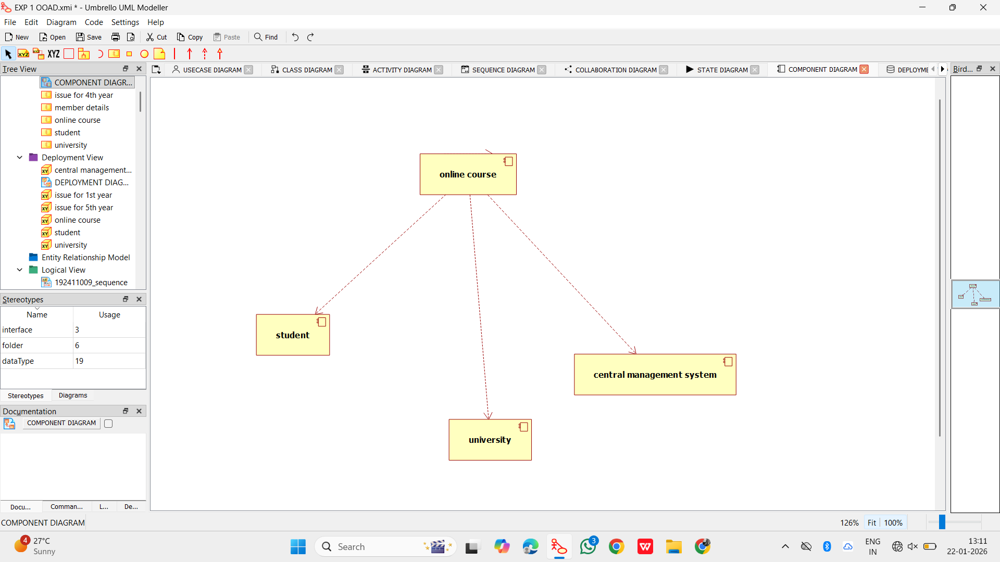 EXP 1 OOAD.xmi * - Umbrello UML Modeller
File Edit Diagram Code Settings Help
New Open Save Cut Copy Paste Find
XYZ
Tree View
USECASE DIAGRAM CLASS DIAGRAM ACTIVITY DIAGRAM SEQUENCE DIAGRAM COLLABORATION DIAGRAM STATE DIAGRAM COMPONENT DIAGRAM DEPLOYME
Bird...
COMPONENT DIAGR...
issue for 4th year
member details
online course
student
university
Deployment View
central management...
DEPLOYMENT DIAG...
issue for 1st year
issue for 5th year
online course
student
university
Entity Relationship Model
Logical View
192411009_sequence
Stereotypes
Name Usage
interface 3
folder 6
dataType 19
Stereotypes Diagrams
Documentation
COMPONENT DIAGRAM
Docu... Comman... L... De...
online course
student
central management system
university
COMPONENT DIAGRAM
126% Fit 100%
4
27°C
Sunny
Search
3
ENG
IN
13:11
22-01-2026